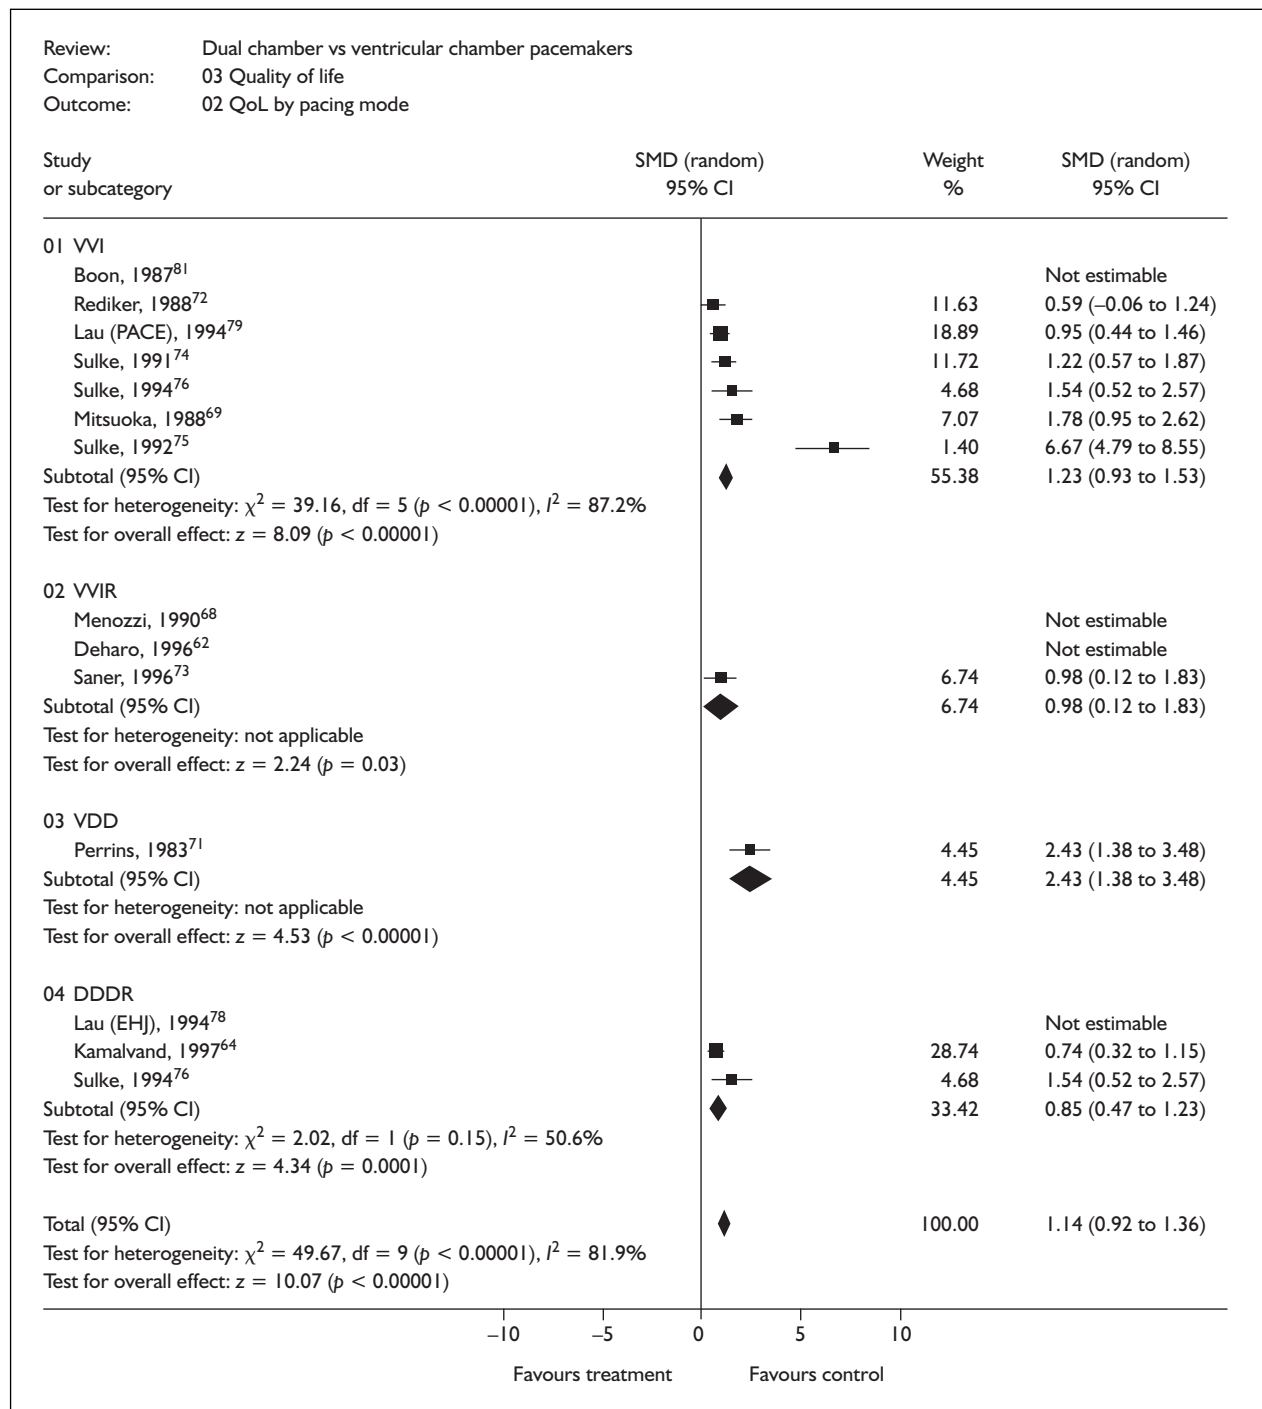 Review: Dual chamber vs ventricular chamber pacemakers
Comparison: 03 Quality of life
Outcome: 02 QoL by pacing mode
Study SMD (random) Weight SMD (random)
or subcategory 95% CI % 95% CI
01 VVI
Boon, 1987⁸¹ Not estimable
Rediker, 1988⁷² 11.63 0.59 (–0.06 to 1.24)
Lau (PACE), 1994⁷⁹ 18.89 0.95 (0.44 to 1.46)
Sulke, 1991⁷⁴ 11.72 1.22 (0.57 to 1.87)
Sulke, 1994⁷⁶ 4.68 1.54 (0.52 to 2.57)
Mitsuoka, 1988⁶⁹ 7.07 1.78 (0.95 to 2.62)
Sulke, 1992⁷⁵ 1.40 6.67 (4.79 to 8.55)
Subtotal (95% CI) 55.38 1.23 (0.93 to 1.53)
Test for heterogeneity: χ² = 39.16, df = 5 (p < 0.00001), I² = 87.2%
Test for overall effect: z = 8.09 (p < 0.00001)
02 VVIR
Menozzi, 1990⁶⁸ Not estimable
Deharo, 1996⁶² Not estimable
Saner, 1996⁷³ 6.74 0.98 (0.12 to 1.83)
Subtotal (95% CI) 6.74 0.98 (0.12 to 1.83)
Test for heterogeneity: not applicable
Test for overall effect: z = 2.24 (p = 0.03)
03 VDD
Perrins, 1983⁷¹ 4.45 2.43 (1.38 to 3.48)
Subtotal (95% CI) 4.45 2.43 (1.38 to 3.48)
Test for heterogeneity: not applicable
Test for overall effect: z = 4.53 (p < 0.00001)
04 DDDR
Lau (EHJ), 1994⁷⁸ Not estimable
Kamalvand, 1997⁶⁴ 28.74 0.74 (0.32 to 1.15)
Sulke, 1994⁷⁶ 4.68 1.54 (0.52 to 2.57)
Subtotal (95% CI) 33.42 0.85 (0.47 to 1.23)
Test for heterogeneity: χ² = 2.02, df = 1 (p = 0.15), I² = 50.6%
Test for overall effect: z = 4.34 (p = 0.0001)
Total (95% CI) 100.00 1.14 (0.92 to 1.36)
Test for heterogeneity: χ² = 49.67, df = 9 (p < 0.00001), I² = 81.9%
Test for overall effect: z = 10.07 (p < 0.00001)
–10 –5 0 5 10
Favours treatment Favours control